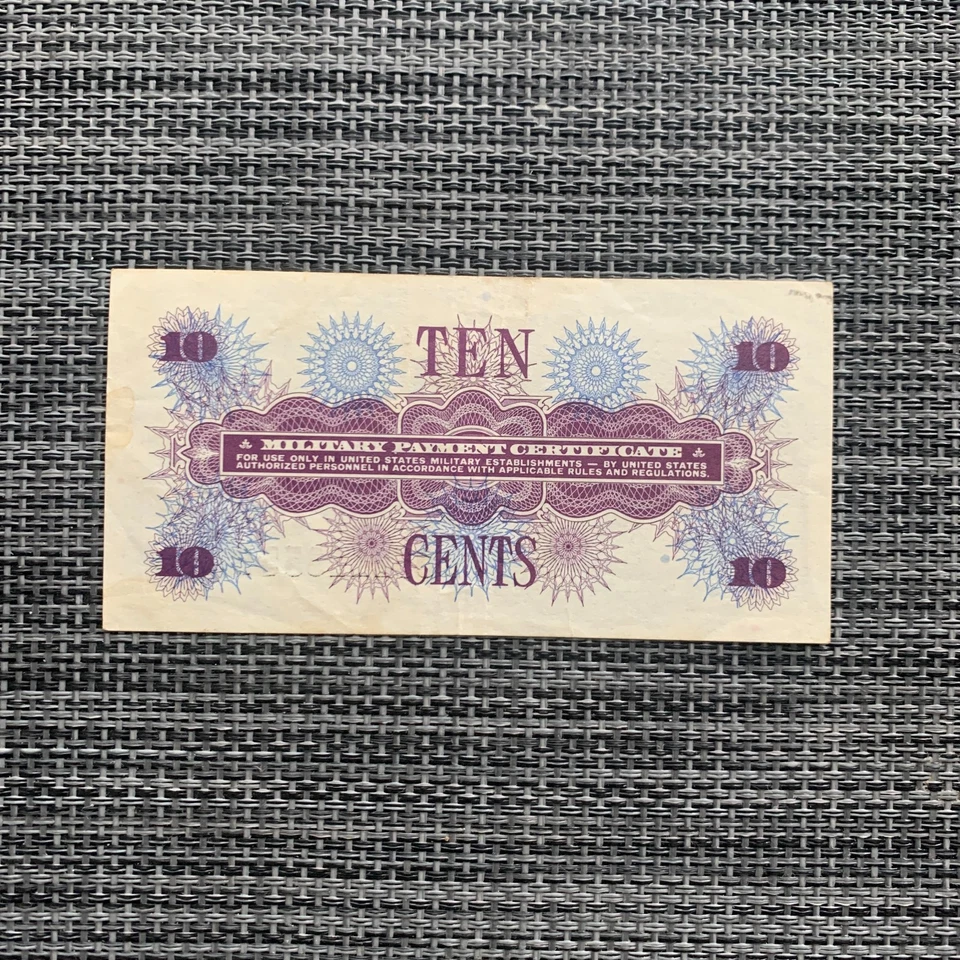 10 TEN 10
MILITARY PAYMENT CERTIFICATE
FOR USE ONLY IN UNITED STATES MILITARY ESTABLISHMENTS — BY UNITED STATES
AUTHORIZED PERSONNEL IN ACCORDANCE WITH APPLICABLE RULES AND REGULATIONS.
10 CENTS 10